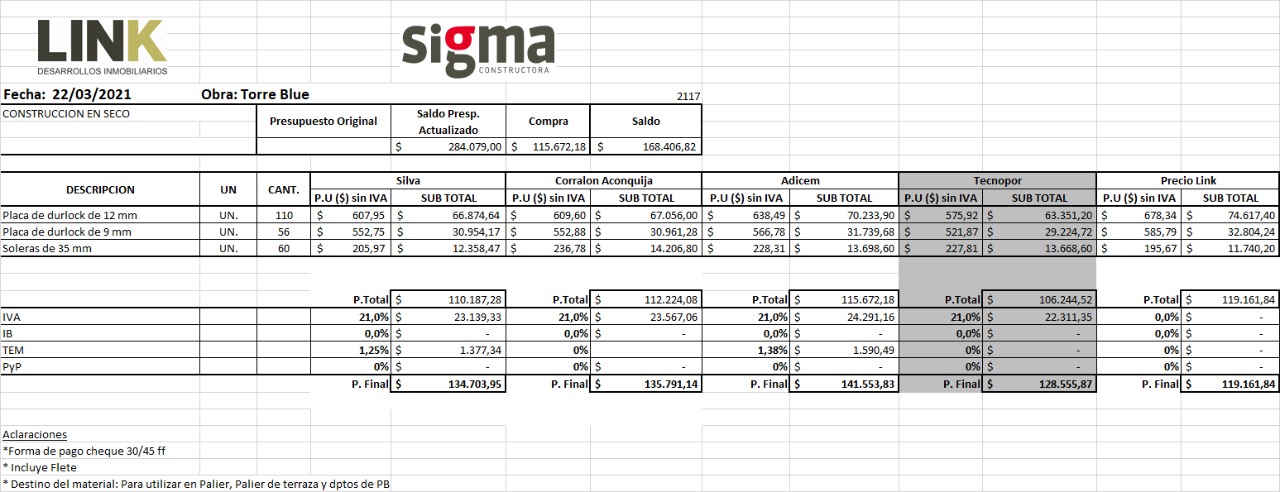 LINK
DESARROLLOS INMOBILIARIOS
sigma
CONSTRUCTORA
Fecha: 22/03/2021 Obra: Torre Blue 2117
CONSTRUCCION EN SECO Presupuesto Original Saldo Presp. Actualizado Compra Saldo
$ 284.079,00 $ 115.672,18 $ 168.406,82
DESCRIPCION UN CANT. Silva Corralon Aconquija Adicem Tecnopor Precio Link
P.U ($) sin IVA SUB TOTAL P.U ($) sin IVA SUB TOTAL P.U ($) sin IVA SUB TOTAL P.U ($) sin IVA SUB TOTAL P.U ($) sin IVA SUB TOTAL
Placa de durlock de 12 mm UN. 110 $ 607,95 $ 66.874,64 $ 609,60 $ 67.056,00 $ 638,49 $ 70.233,90 $ 575,92 $ 63.351,20 $ 678,34 $ 74.617,40
Placa de durlock de 9 mm UN. 56 $ 552,75 $ 30.954,17 $ 552,88 $ 30.961,28 $ 566,78 $ 31.739,68 $ 521,87 $ 29.224,72 $ 585,79 $ 32.804,24
Soleras de 35 mm UN. 60 $ 205,97 $ 12.358,47 $ 236,78 $ 14.206,80 $ 228,31 $ 13.698,60 $ 227,81 $ 13.668,60 $ 195,67 $ 11.740,20
P.Total $ 110.187,28 P.Total $ 112.224,08 P.Total $ 115.672,18 P.Total $ 106.244,52 P.Total $ 119.161,84
IVA 21,0% $ 23.139,33 21,0% $ 23.567,06 21,0% $ 24.291,16 21,0% $ 22.311,35 0,0% $ -
IB 0,0% $ - 0,0% $ - 0,0% $ - 0,0% $ - 0,0% $ -
TEM 1,25% $ 1.377,34 0% 1,38% $ 1.590,49 0% $ - 0% $ -
PyP 0% $ - 0% $ - 0% $ - 0% $ - 0% $ -
P. Final $ 134.703,95 P. Final $ 135.791,14 P. Final $ 141.553,83 P. Final $ 128.555,87 P. Final $ 119.161,84
Aclaraciones
*Forma de pago cheque 30/45 ff
* Incluye Flete
* Destino del material: Para utilizar en Palier, Palier de terraza y dptos de PB